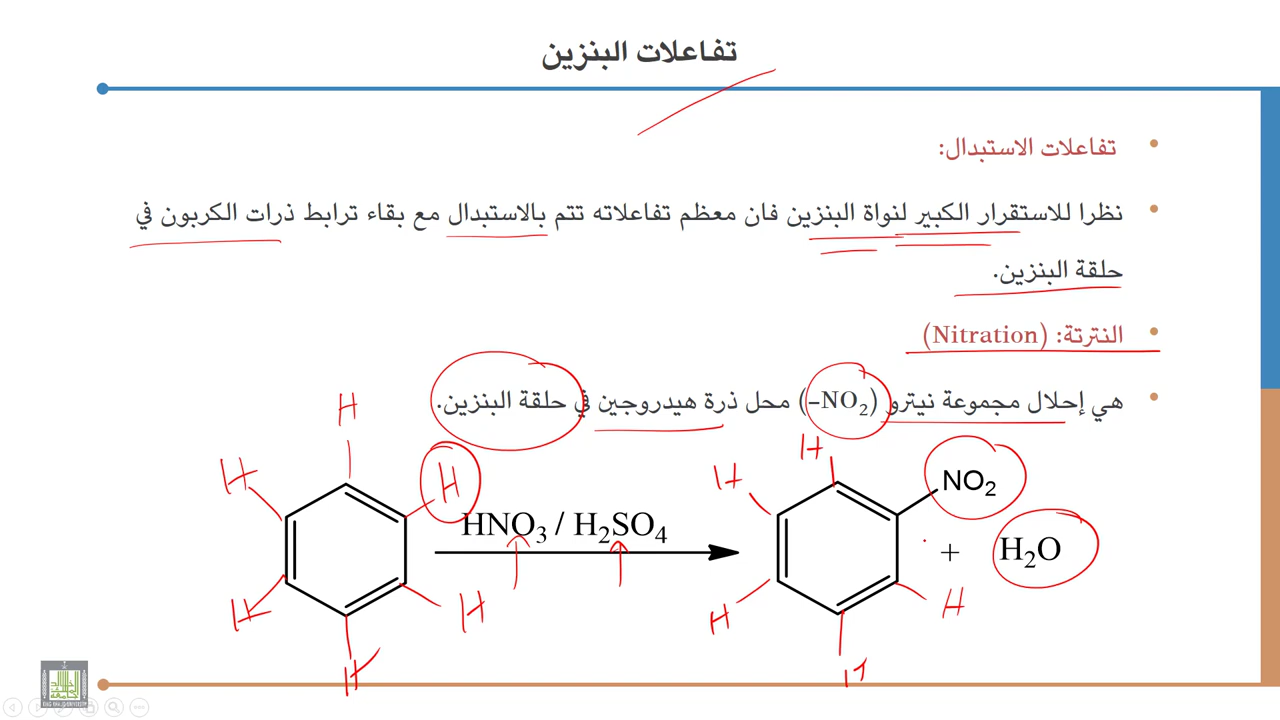 تفاعلات البنزين
تفاعلات الاستبدال:
نظرا للاستقرار الكبير لنواة البنزين فان معظم تفاعلاته تتم بالاستبدال مع بقاء ترابط ذرات الكربون في
حلقة البنزين.
النترتة: (Nitration)
هي إحلال مجموعة نيترو (–NO₂) محل ذرة هيدروجين في حلقة البنزين.
H
H
H
H
H
H
HNO₃ / H₂SO₄
H
H
H
H
H
NO₂
+
H₂O